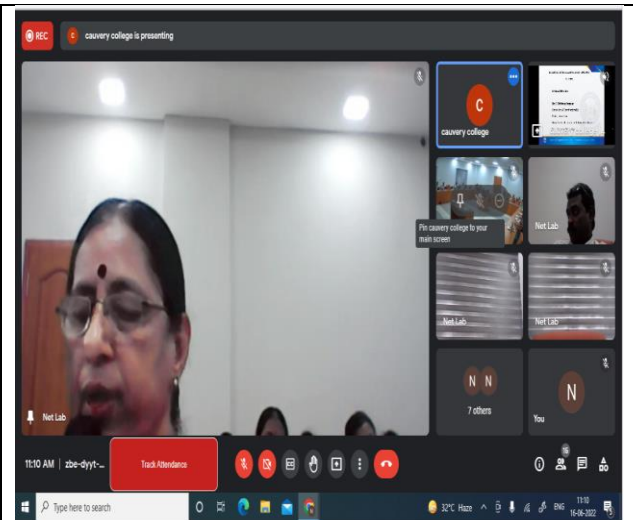 REC
C
cauvery college is presenting
C
cauvery college
Pin cauvery college to your
main screen
Net Lab
Net Lab
Net Lab
N N
7 others
N
You
Net Lab
11:10 AM | zbe-dyyt-...
Track Attendance
16
Type here to search
32°C Haze
ENG
11:10
16-06-2022